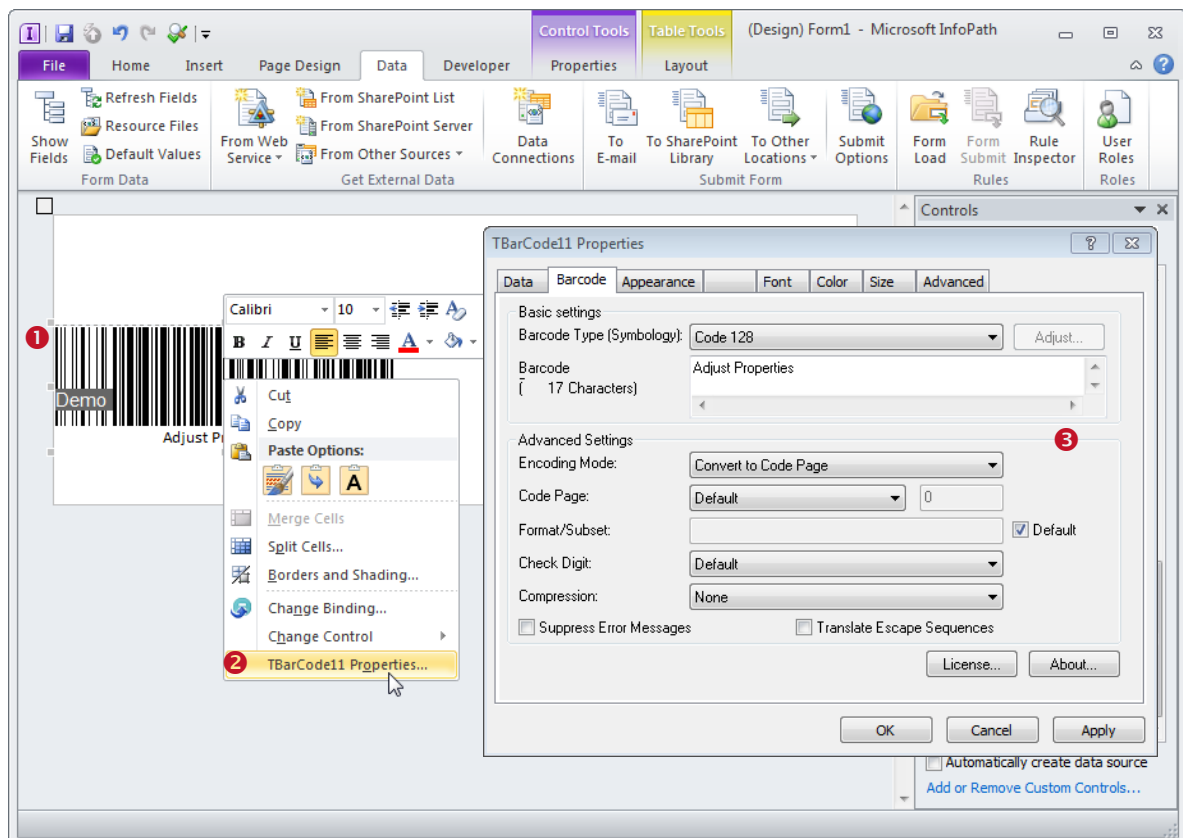 Control Tools
Table Tools
(Design) Form1 - Microsoft InfoPath
File
Home
Insert
Page Design
Data
Developer
Properties
Layout
Show Fields
Refresh Fields
Resource Files
Default Values
Form Data
From Web Service
From SharePoint List
From SharePoint Server
From Other Sources
Get External Data
Data Connections
To E-mail
To SharePoint Library
To Other Locations
Submit Options
Submit Form
Form Load
Form Submit
Rule Inspector
Rules
User Roles
Roles
Controls
1
Demo
Adjust P
Calibri
10
B I U A
Cut
Copy
Paste Options:
A
Merge Cells
Split Cells...
Borders and Shading...
Change Binding...
Change Control
2
TBarCode11 Properties...
TBarCode11 Properties
Data
Barcode
Appearance
Font
Color
Size
Advanced
Basic settings
Barcode Type (Symbology):
Code 128
Adjust...
Barcode
( 17 Characters)
Adjust Properties
3
Advanced Settings
Encoding Mode:
Convert to Code Page
Code Page:
Default
0
Format/Subset:
Default
Check Digit:
Default
Compression:
None
Suppress Error Messages
Translate Escape Sequences
License...
About...
OK
Cancel
Apply
Automatically create data source
Add or Remove Custom Controls...